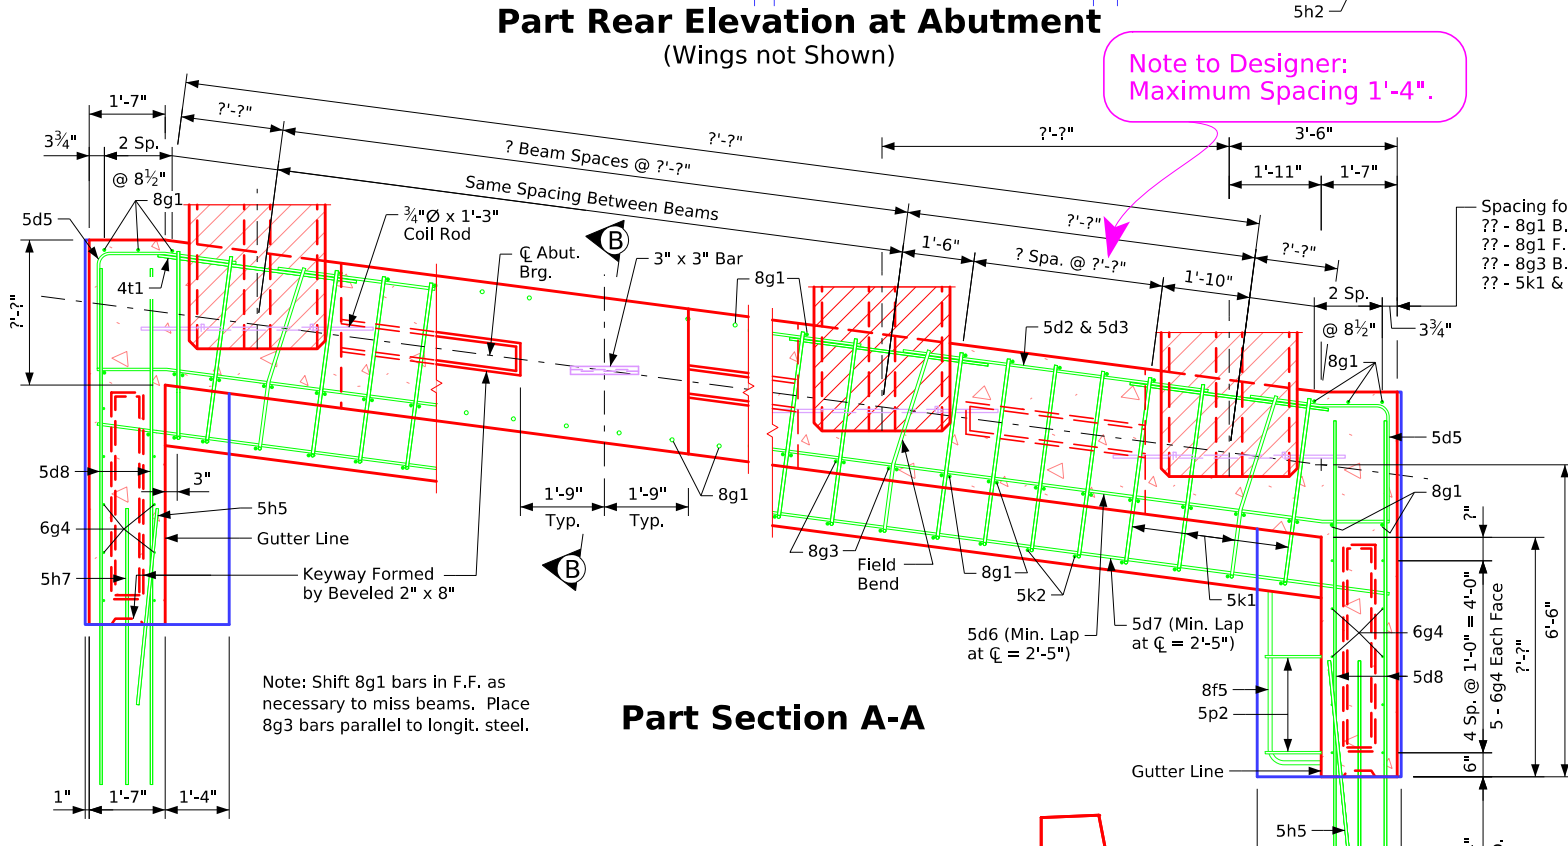 Part Rear Elevation at Abutment
(Wings not Shown)
5h2
Note to Designer:
Maximum Spacing 1'-4".
1'-7"
?'-?"
?'-?"
?'-?"
3'-6"
3¾"
2 Sp.
@ 8½"
? Beam Spaces @ ?'-?"
1'-11"
1'-7"
8g1
Same Spacing Between Beams
5d5
¾"Ø x 1'-3"
Coil Rod
B
?'-?"
Spacing fo
?? - 8g1 B.
?? - 8g1 F.
?? - 8g3 B.
?? - 5k1 &
1'-6"
?'-?"
℄ Abut.
Brg.
3" x 3" Bar
? Spa. @ ?'-?"
1'-10"
4t1
8g1
2 Sp.
@ 8½"
3¾"
?'-?"
5d2 & 5d3
8g1
5d8
3"
5d5
6g4
5h5
1'-9"
Typ.
1'-9"
Typ.
8g1
8g1
Gutter Line
8g3
Field
Bend
8g1
5h7
Keyway Formed
by Beveled 2" x 8"
B
5k2
5k1
5d6 (Min. Lap
at ℄ = 2'-5")
5d7 (Min. Lap
at ℄ = 2'-5")
6g4
?"
4 Sp. @ 1'-0" = 4'-0"
5 - 6g4 Each Face
?'-?"
6'-6"
Note: Shift 8g1 bars in F.F. as
necessary to miss beams. Place
8g3 bars parallel to longit. steel.
Part Section A-A
8f5
5p2
5d8
6"
Gutter Line
1"
1'-7"
1'-4"
5h5